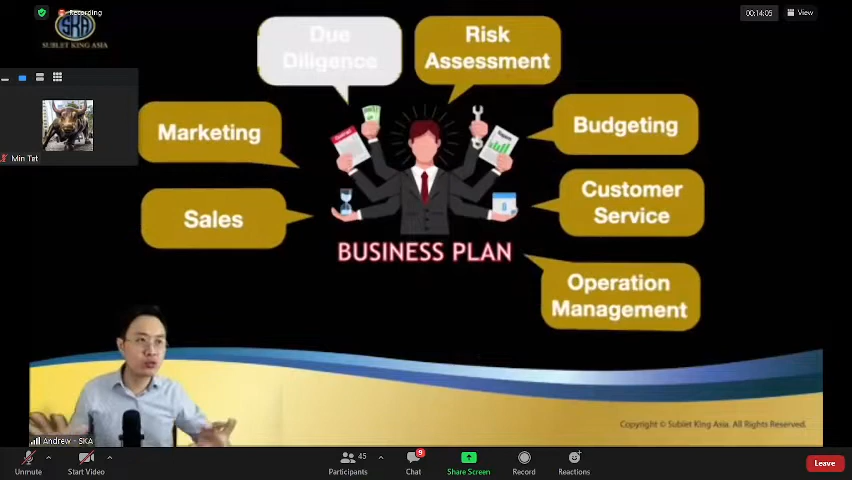 Recording
00:14:05
View
SKA
SUBLET KING ASIA
Due
Diligence
Risk
Assessment
Marketing
Budgeting
Min Tet
Sales
Customer
Service
BUSINESS PLAN
Operation
Management
Copyright © Sublet King Asia. All Rights Reserved.
Andrew - SKA
45
9
Unmute
Start Video
Participants
Chat
Share Screen
Record
Reactions
Leave